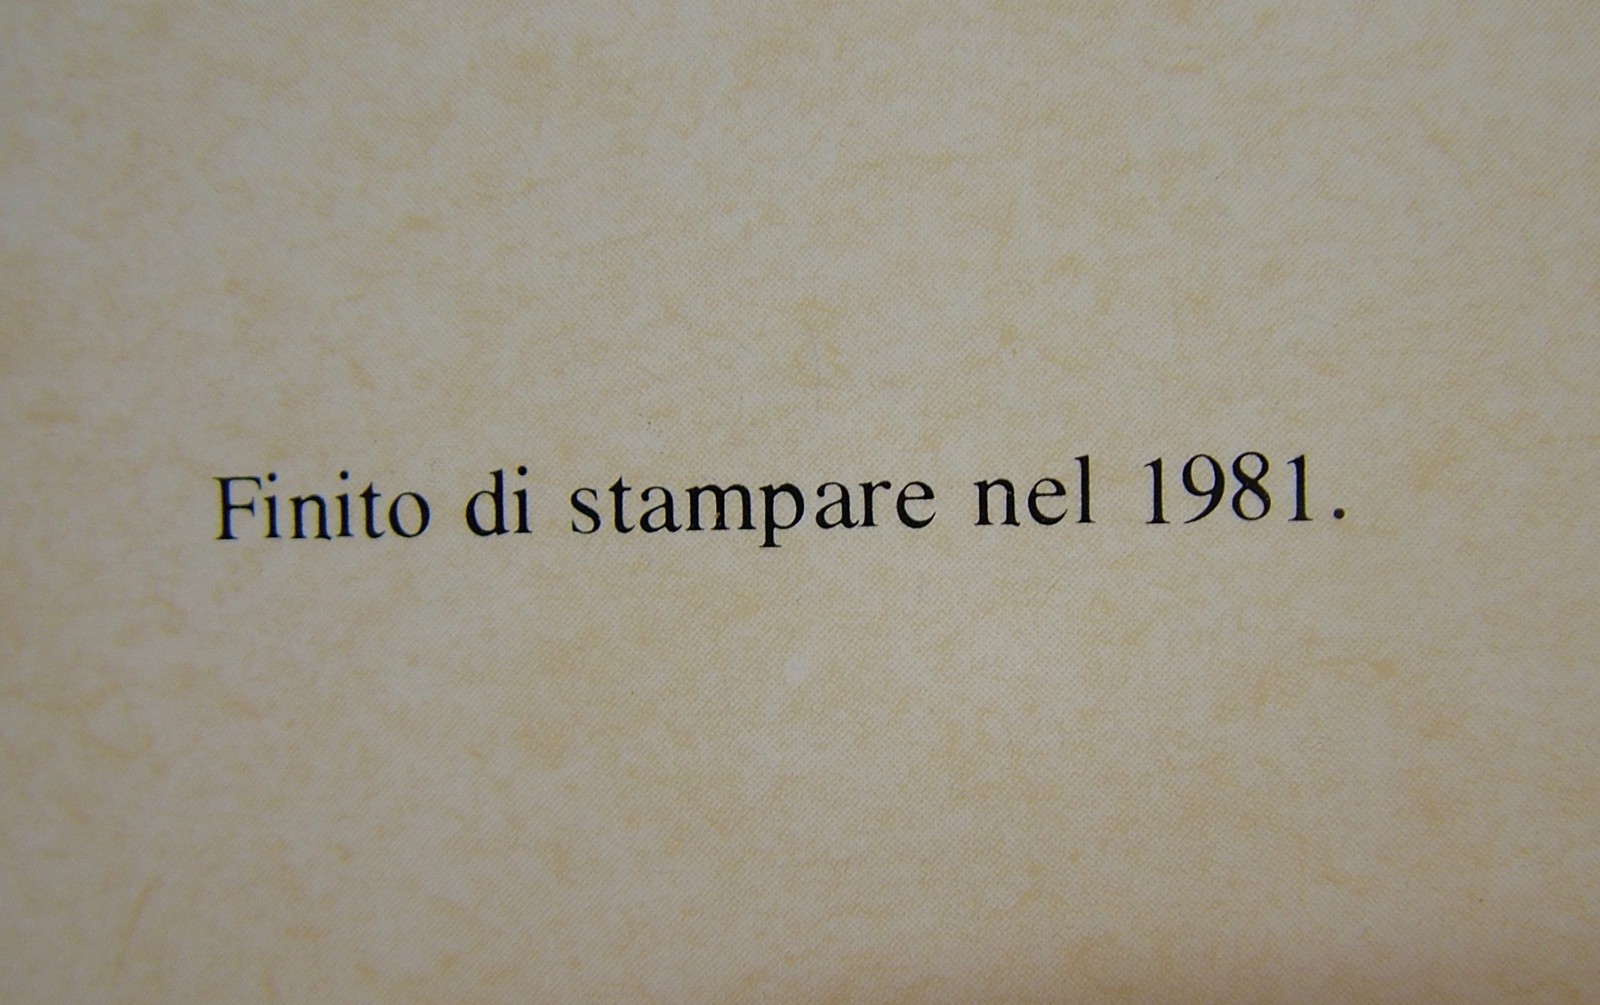 Finito di stampare nel 1981.